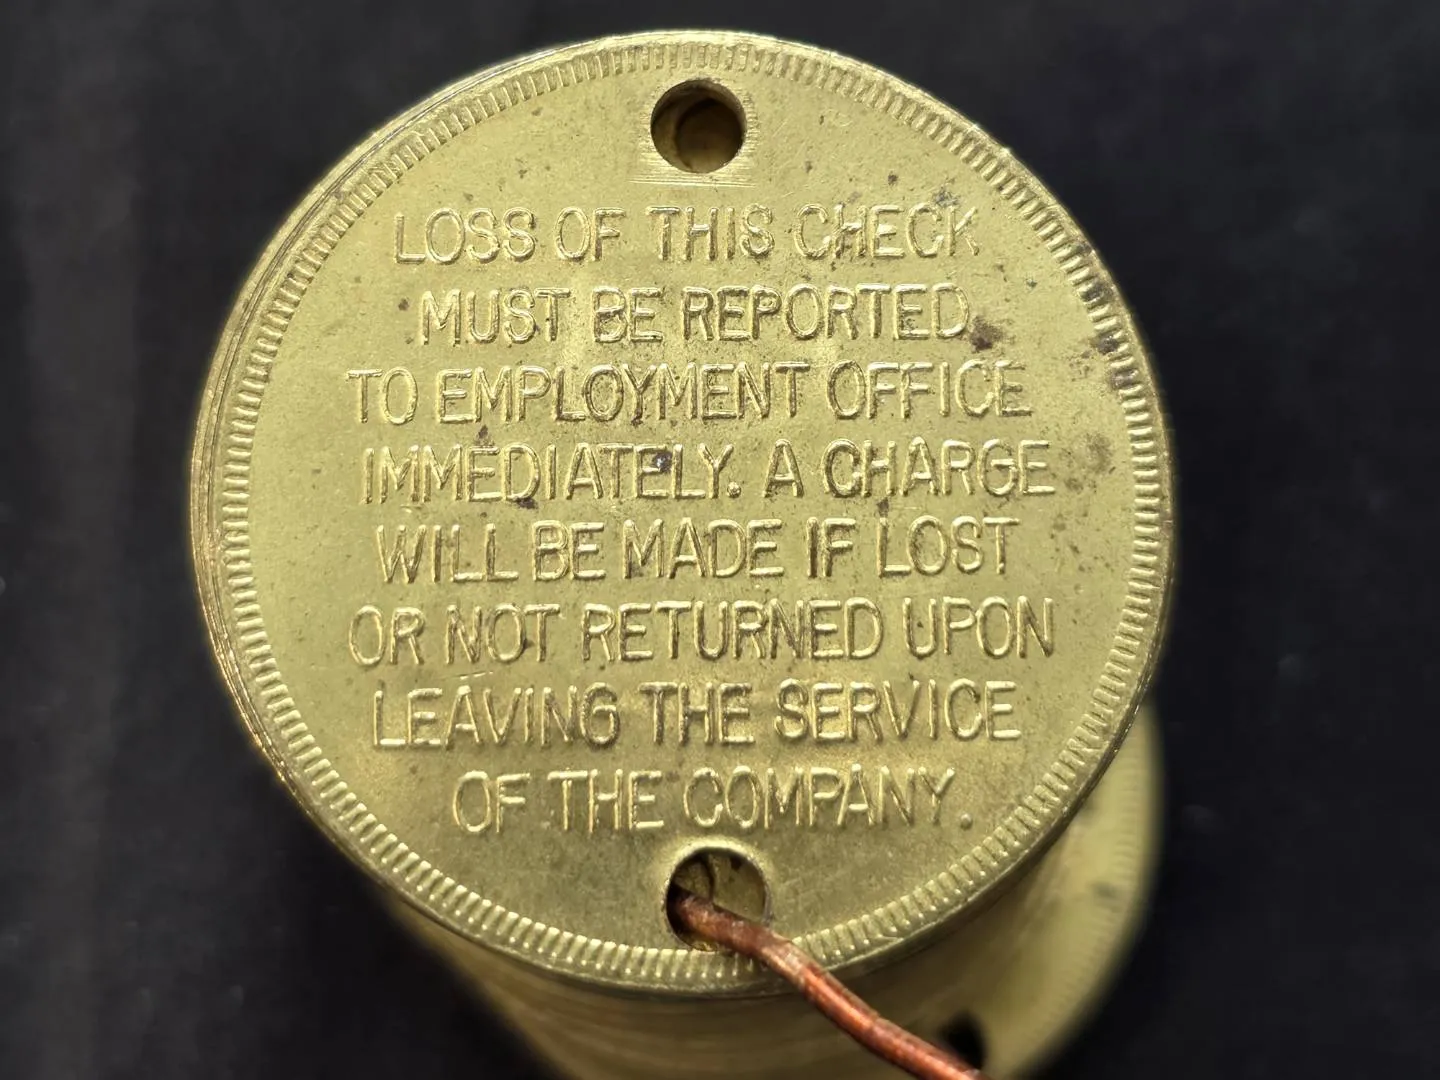 LOSS OF THIS CHECK
MUST BE REPORTED
TO EMPLOYMENT OFFICE
IMMEDIATELY. A CHARGE
WILL BE MADE IF LOST
OR NOT RETURNED UPON
LEAVING THE SERVICE
OF THE COMPANY.